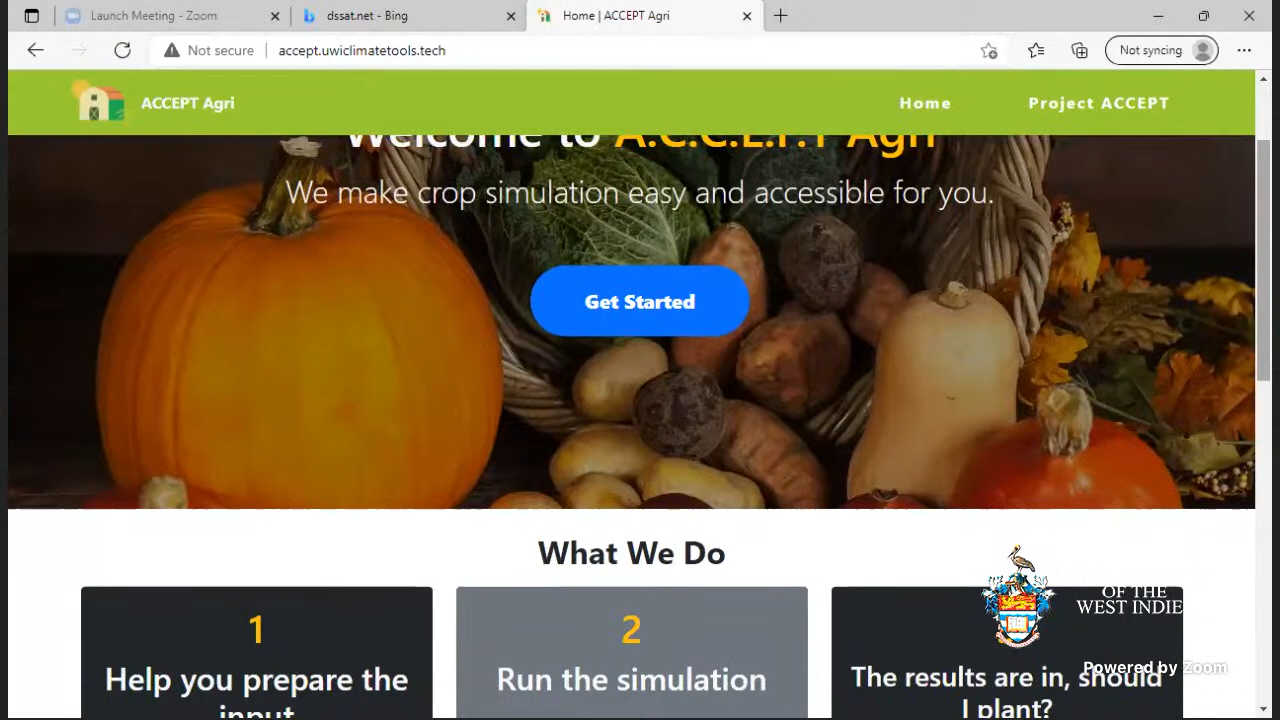 Launch Meeting - Zoom
dssat.net - Bing
Home | ACCEPT Agri
Not secure
accept.uwiclimatetools.tech
Not syncing
ACCEPT Agri
Home
Project ACCEPT
Welcome to A.C.C.E.P.T Agri
We make crop simulation easy and accessible for you.
Get Started
What We Do
1
Help you prepare the
input
2
Run the simulation
The results are in, should
I plant?
OF THE
WEST INDIE
Powered by Zoom